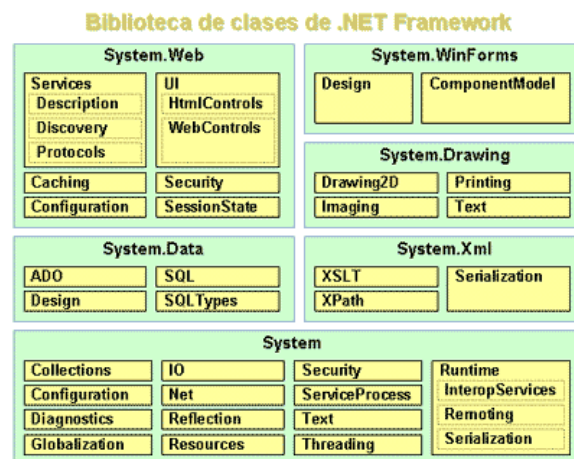 Biblioteca de clases de .NET Framework
System.Web
Services
Description
Discovery
Protocols
UI
HtmlControls
WebControls
Caching
Security
Configuration
SessionState
System.WinForms
Design
ComponentModel
System.Drawing
Drawing2D
Printing
Imaging
Text
System.Data
ADO
SQL
Design
SQLTypes
System.Xml
XSLT
Serialization
XPath
System
Collections
Configuration
Diagnostics
Globalization
IO
Net
Reflection
Resources
Security
ServiceProcess
Text
Threading
Runtime
InteropServices
Remoting
Serialization